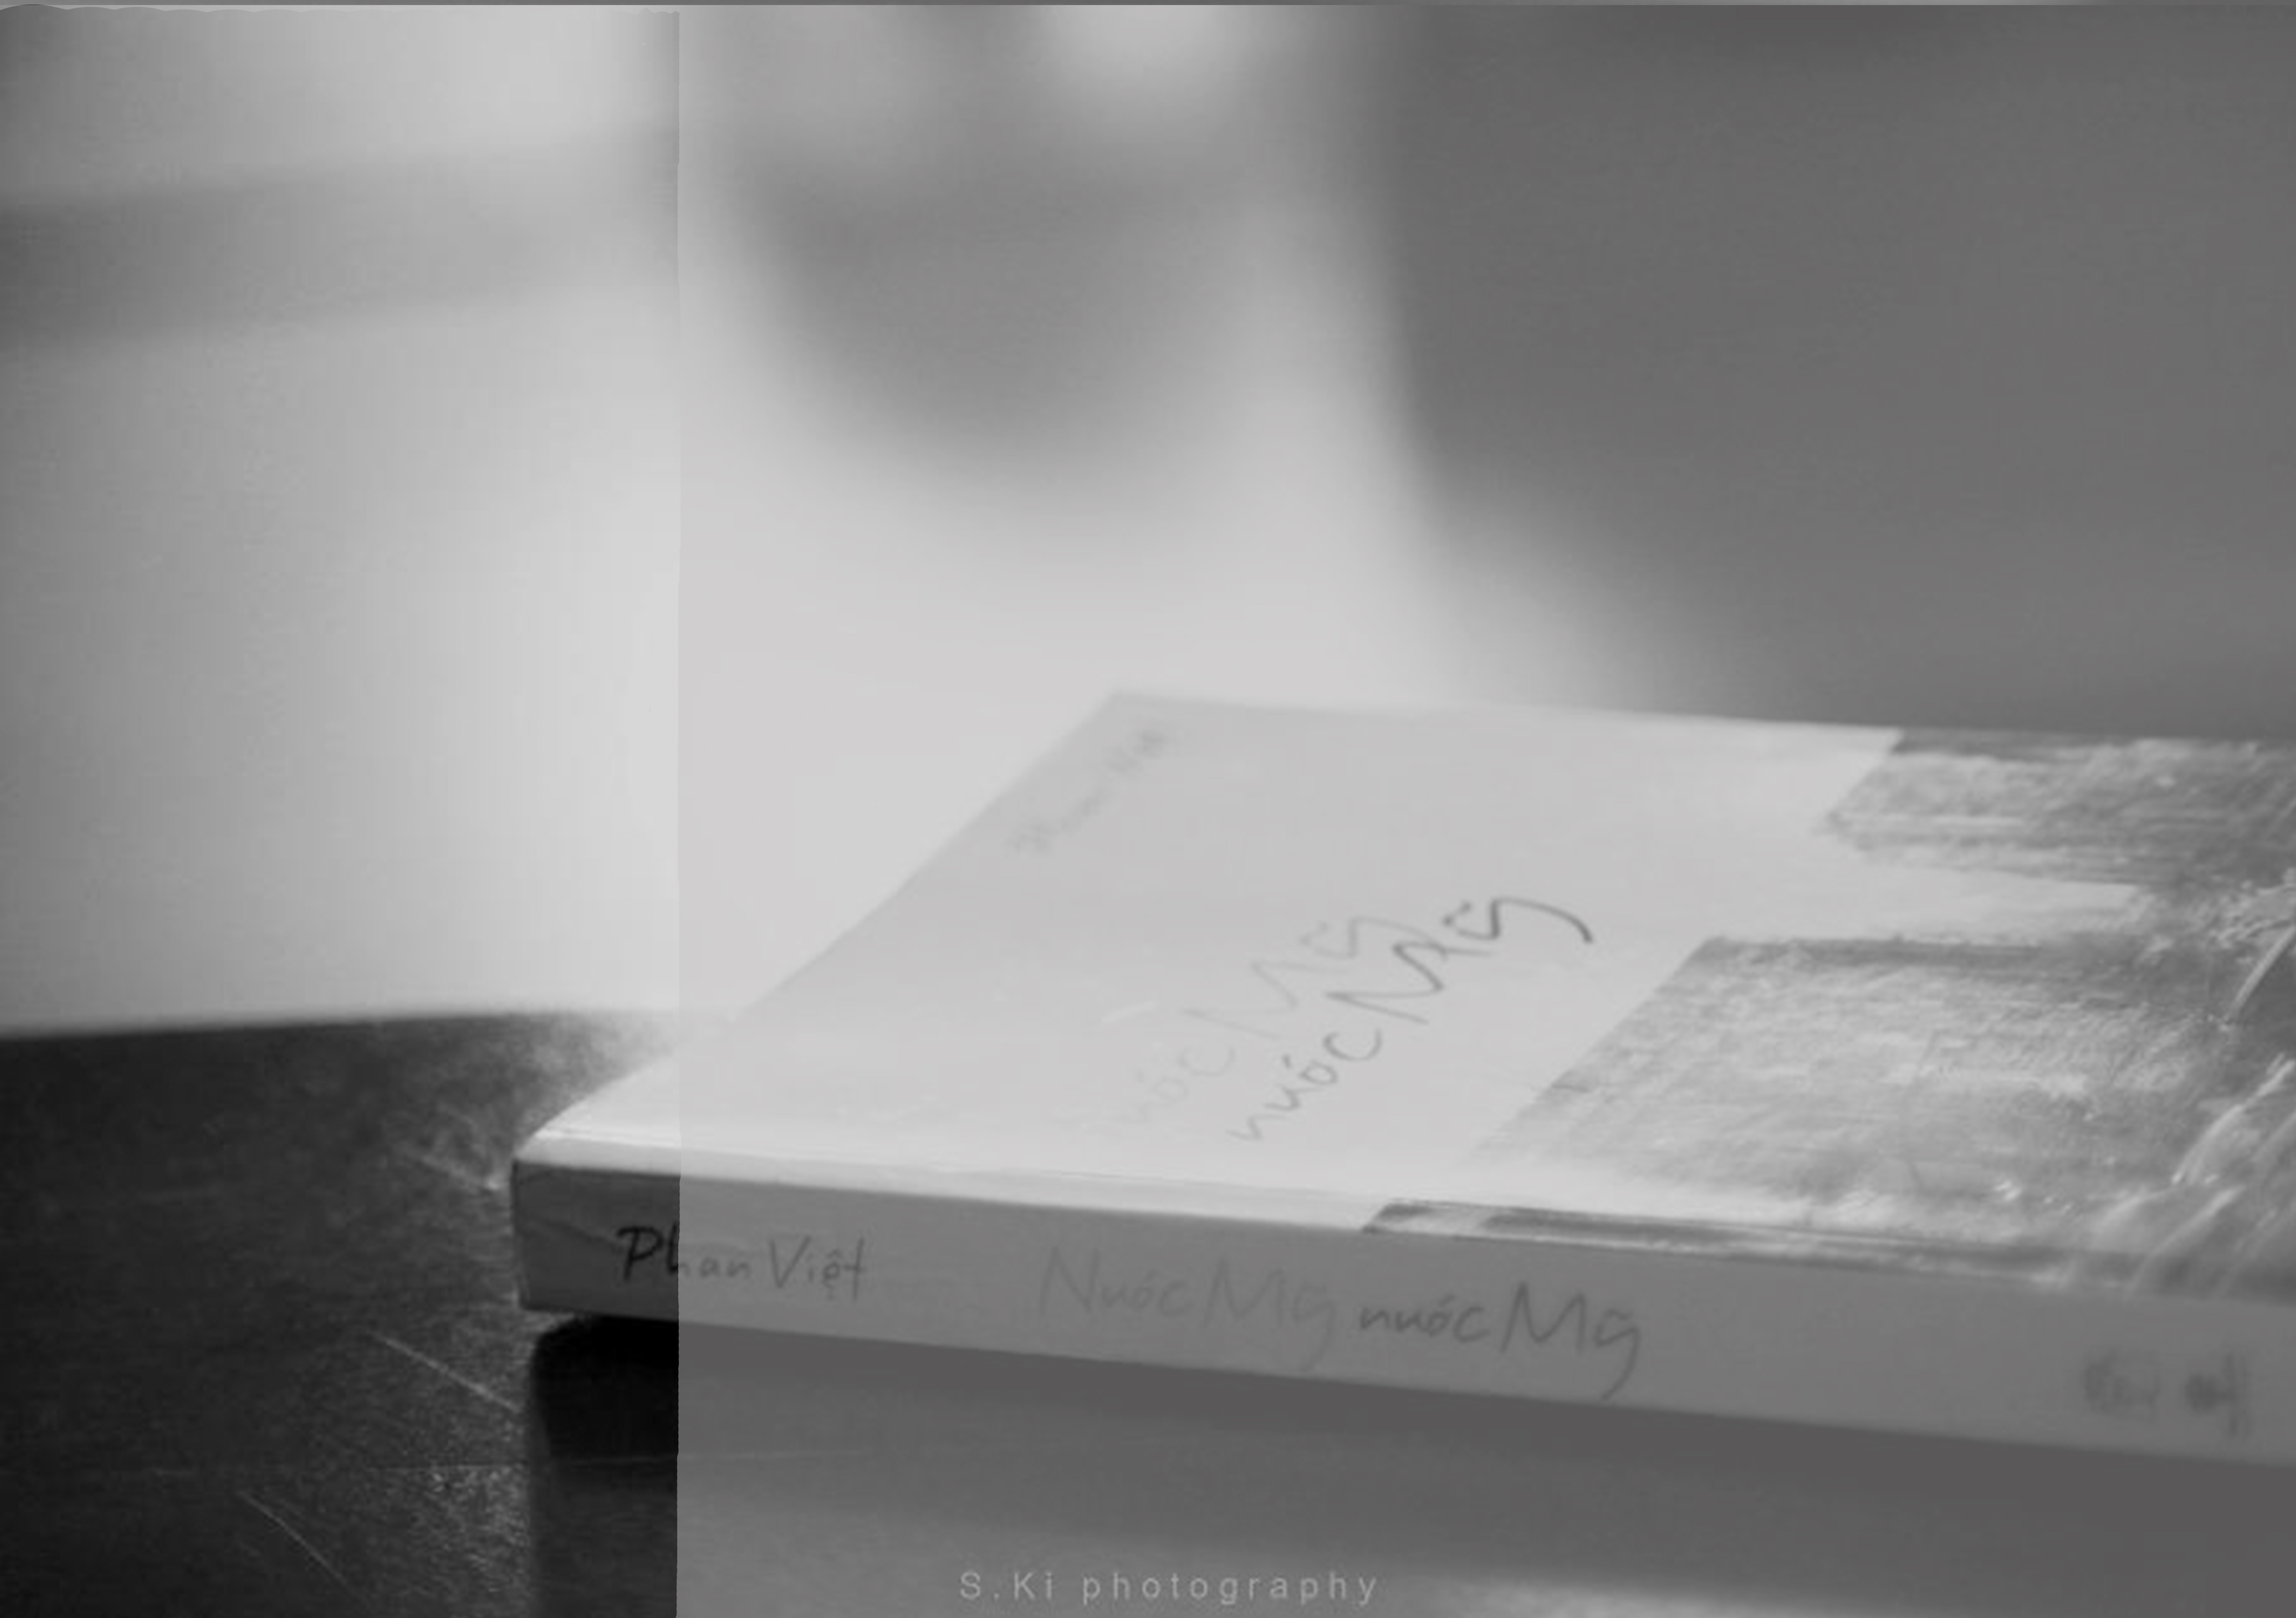 nước Mỹ
nước Mỹ
Phan Việt
Nước Mỹ nước Mỹ
S.Ki photography